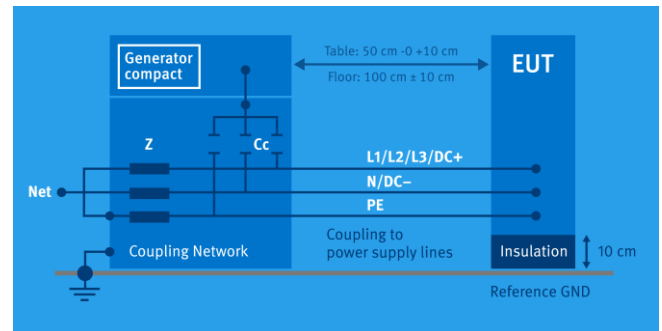 Generator
compact
Table: 50 cm -0 +10 cm
Floor: 100 cm ± 10 cm
EUT
Z
Cc
L1/L2/L3/DC+
Net
N/DC–
PE
Coupling Network
Coupling to
power supply lines
Insulation
10 cm
Reference GND